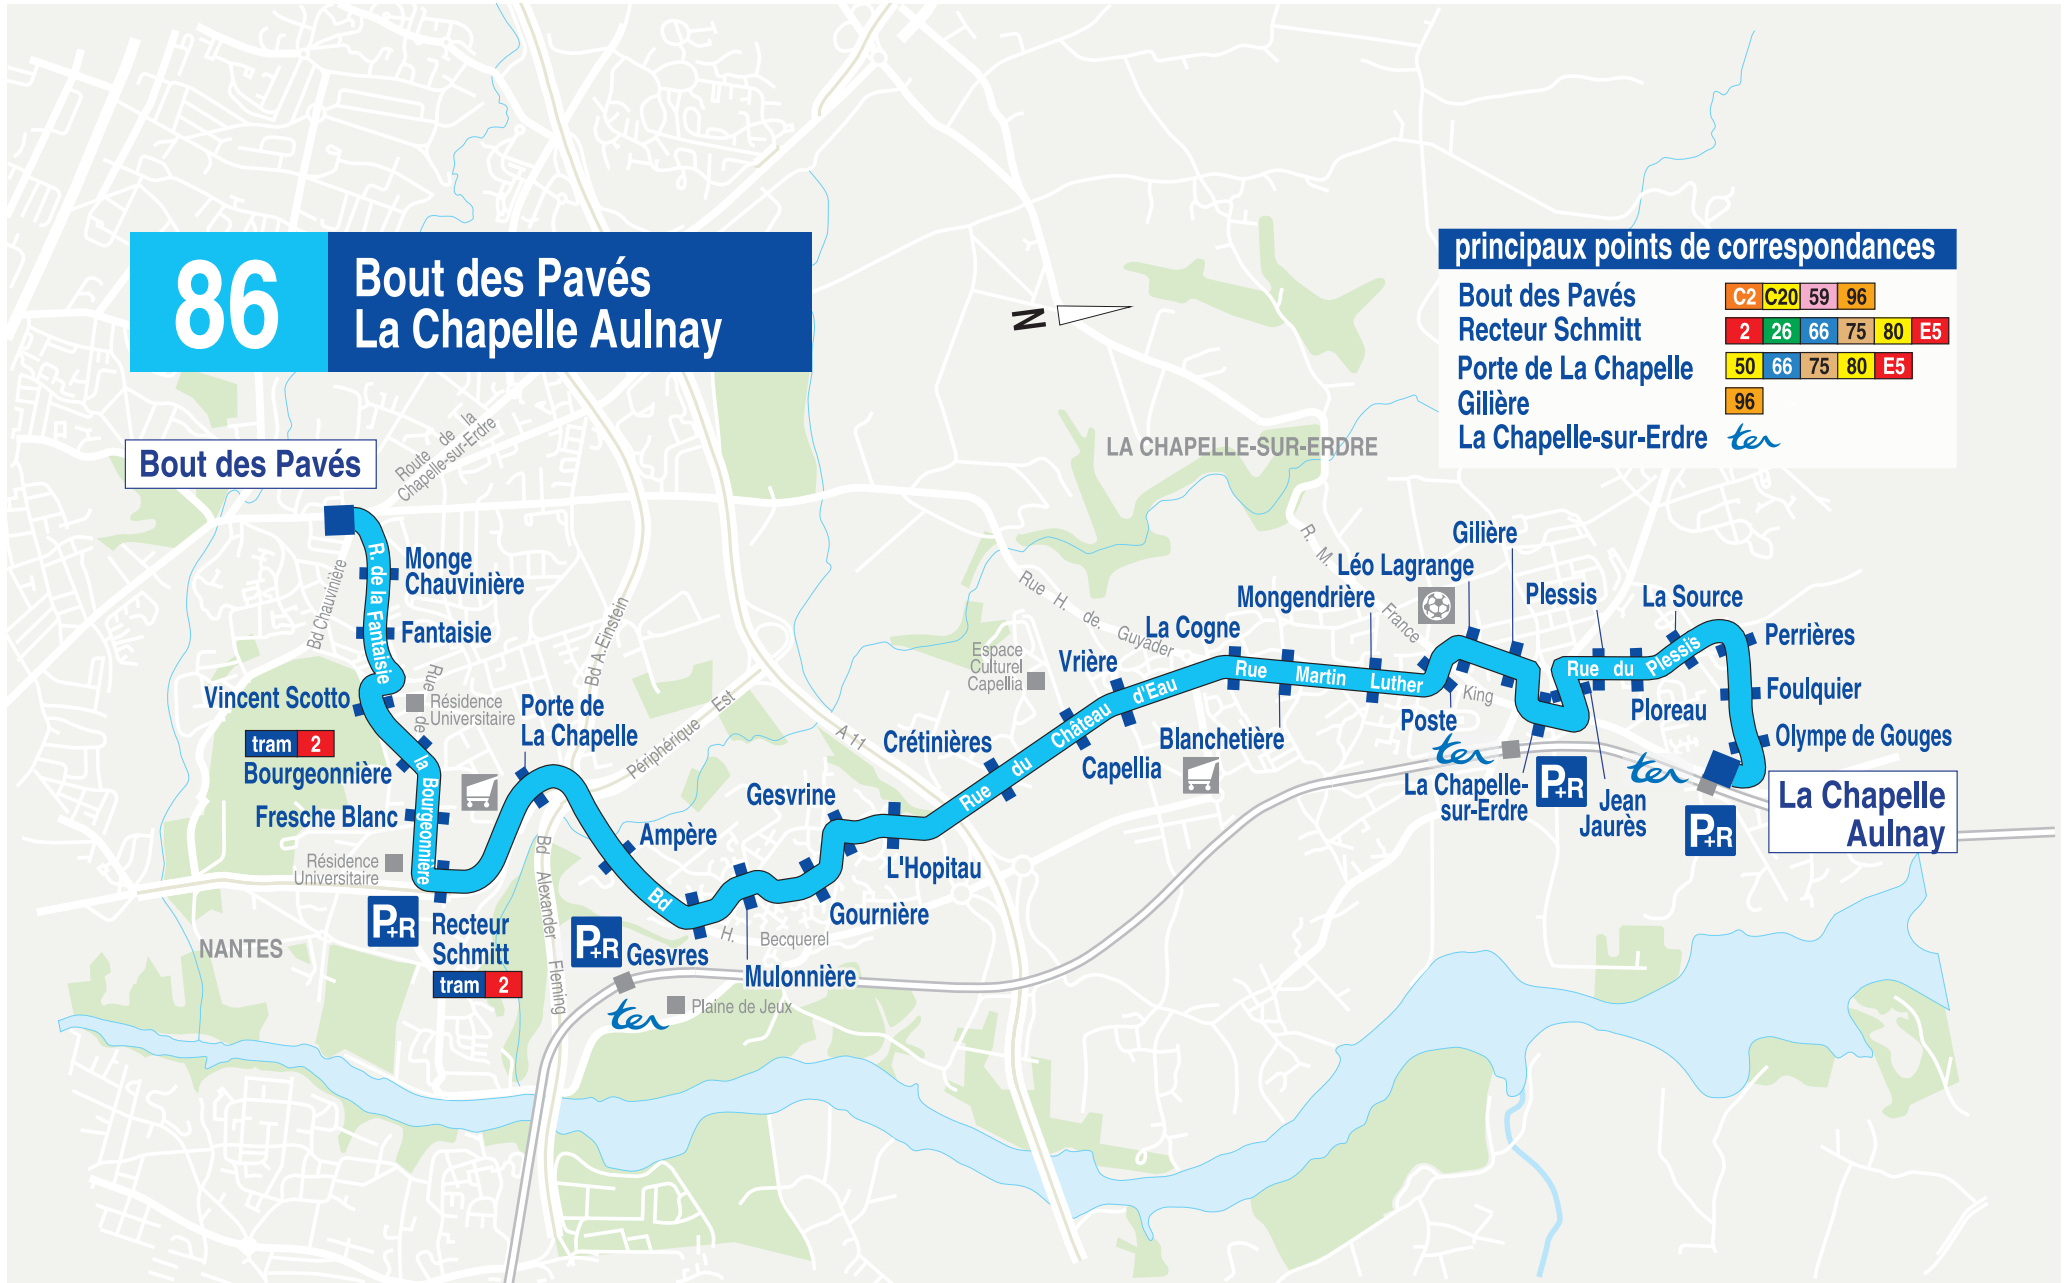 86
Bout des Pavés
La Chapelle Aulnay
N
principaux points de correspondances
Bout des Pavés C2 C20 59 96
Recteur Schmitt 2 26 66 75 80 E5
Porte de La Chapelle 50 66 75 80 E5
Gilière 96
La Chapelle-sur-Erdre ter
Bout des Pavés
Route de la
Chapelle-sur-Erdre
Bd Chauvinière
R. de la Fantaisie
Monge
Chauvinière
Fantaisie
Vincent Scotto
Rue de la Bourgeonnière
Résidence
Universitaire
tram 2
Bourgeonnière
Fresche Blanc
Résidence
Universitaire
P+R
Recteur
Schmitt
tram 2
NANTES
Porte de
La Chapelle
Bd A.Einstein
Périphérique Est
A 11
Bd Alexander Fleming
Ampère
Bd H. Becquerel
P+R
Gesvres
ter
Plaine de Jeux
Mulonnière
Gournière
Gesvrine
L'Hopitau
Crétinières
Rue du Château d'Eau
Capellia
Vrière
Espace
Culturel
Capellia
Rue H. de. Guyader
LA CHAPELLE-SUR-ERDRE
La Cogne
Blanchetière
Rue Martin Luther King
Mongendrière
R. M. France
Léo Lagrange
Poste
Gilière
ter
La Chapelle-
sur-Erdre
P+R
Jean
Jaurès
Plessis
Rue du Plessis
Ploreau
La Source
Perrières
Foulquier
Olympe de Gouges
ter
P+R
La Chapelle
Aulnay